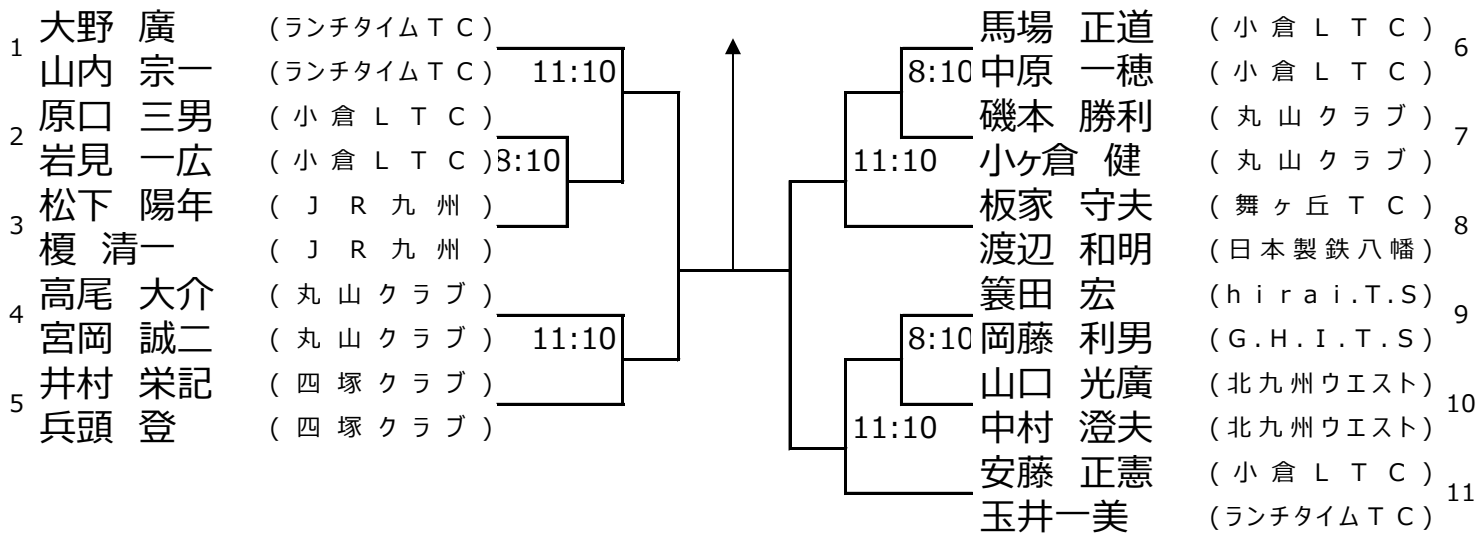 1
大野 廣 (ランチタイムTC)
山内 宗一 (ランチタイムTC)
11:10
2
原口 三男 (小倉LTC)
岩見 一広 (小倉LTC)
8:10
3
松下 陽年 (JR九州)
榎 清一 (JR九州)
4
高尾 大介 (丸山クラブ)
宮岡 誠二 (丸山クラブ)
11:10
5
井村 栄記 (四塚クラブ)
兵頭 登 (四塚クラブ)
馬場 正道 (小倉LTC)
6
8:10
中原 一穂 (小倉LTC)
磯本 勝利 (丸山クラブ)
7
11:10
小ヶ倉 健 (丸山クラブ)
板家 守夫 (舞ヶ丘TC)
8
渡辺 和明 (日本製鉄八幡)
簑田 宏 (hirai.T.S)
9
8:10
岡藤 利男 (G.H.I.T.S)
山口 光廣 (北九州ウエスト)
10
11:10
中村 澄夫 (北九州ウエスト)
安藤 正憲 (小倉LTC)
11
玉井一美 (ランチタイムTC)